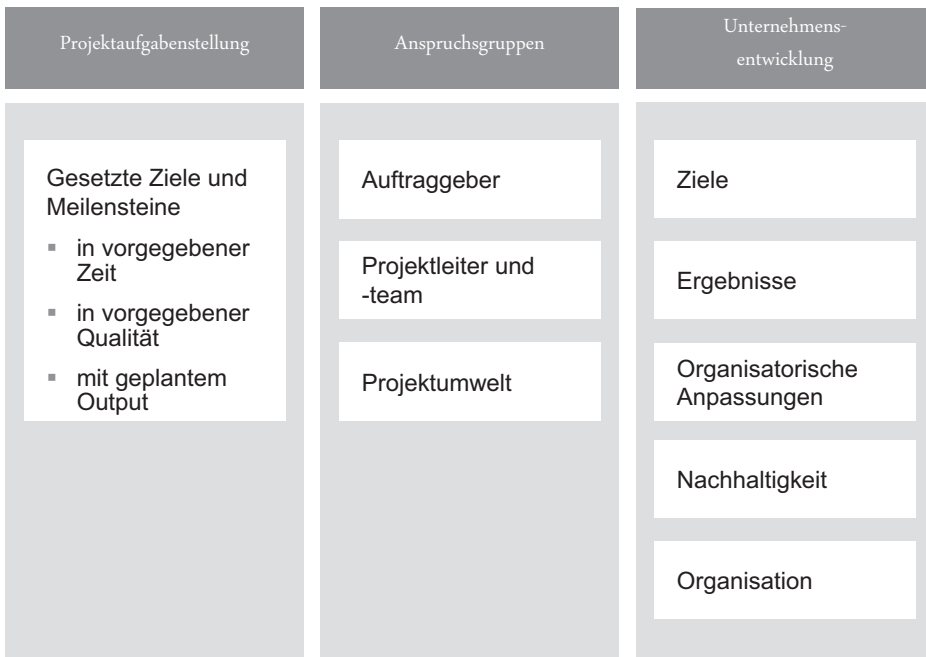 Projektaufgabenstellung
Anspruchsgruppen
Unternehmens-
entwicklung
Gesetzte Ziele und
Meilensteine
▪ in vorgegebener
Zeit
▪ in vorgegebener
Qualität
▪ mit geplantem
Output
Auftraggeber
Projektleiter und
-team
Projektumwelt
Ziele
Ergebnisse
Organisatorische
Anpassungen
Nachhaltigkeit
Organisation